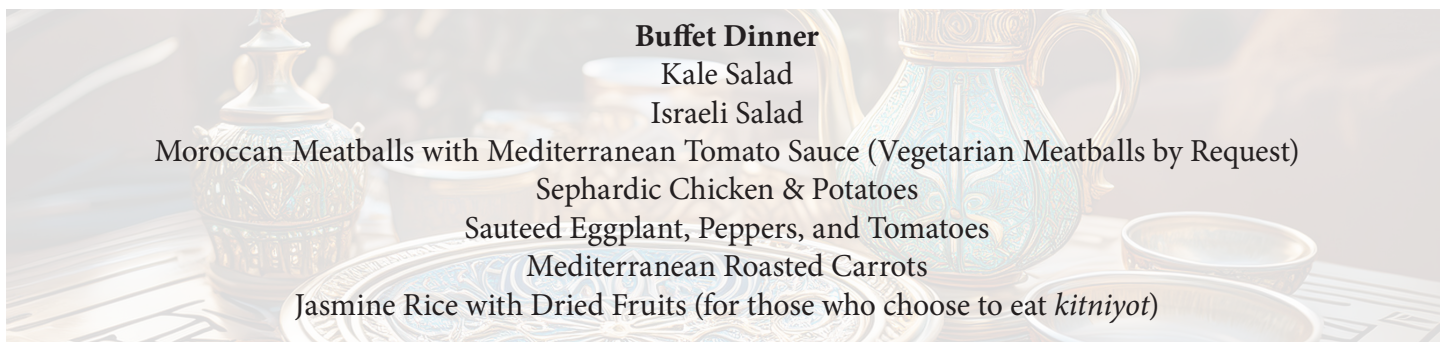 Buffet Dinner
Kale Salad
Israeli Salad
Moroccan Meatballs with Mediterranean Tomato Sauce (Vegetarian Meatballs by Request)
Sephardic Chicken & Potatoes
Sauteed Eggplant, Peppers, and Tomatoes
Mediterranean Roasted Carrots
Jasmine Rice with Dried Fruits (for those who choose to eat kitniyot)